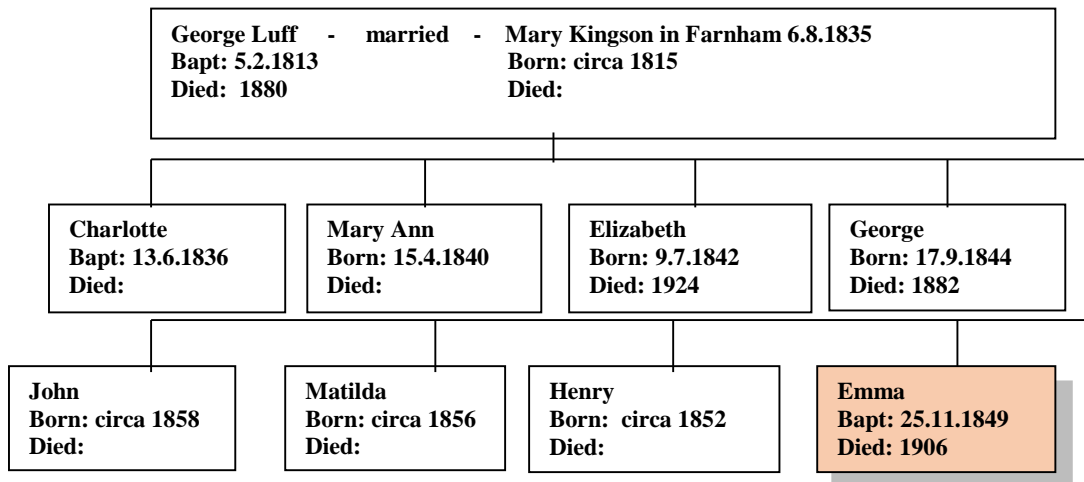 George Luff - married - Mary Kingson in Farnham 6.8.1835
Bapt: 5.2.1813 Born: circa 1815
Died: 1880 Died:
Charlotte
Bapt: 13.6.1836
Died:
Mary Ann
Born: 15.4.1840
Died:
Elizabeth
Born: 9.7.1842
Died: 1924
George
Born: 17.9.1844
Died: 1882
John
Born: circa 1858
Died:
Matilda
Born: circa 1856
Died:
Henry
Born: circa 1852
Died:
Emma
Bapt: 25.11.1849
Died: 1906